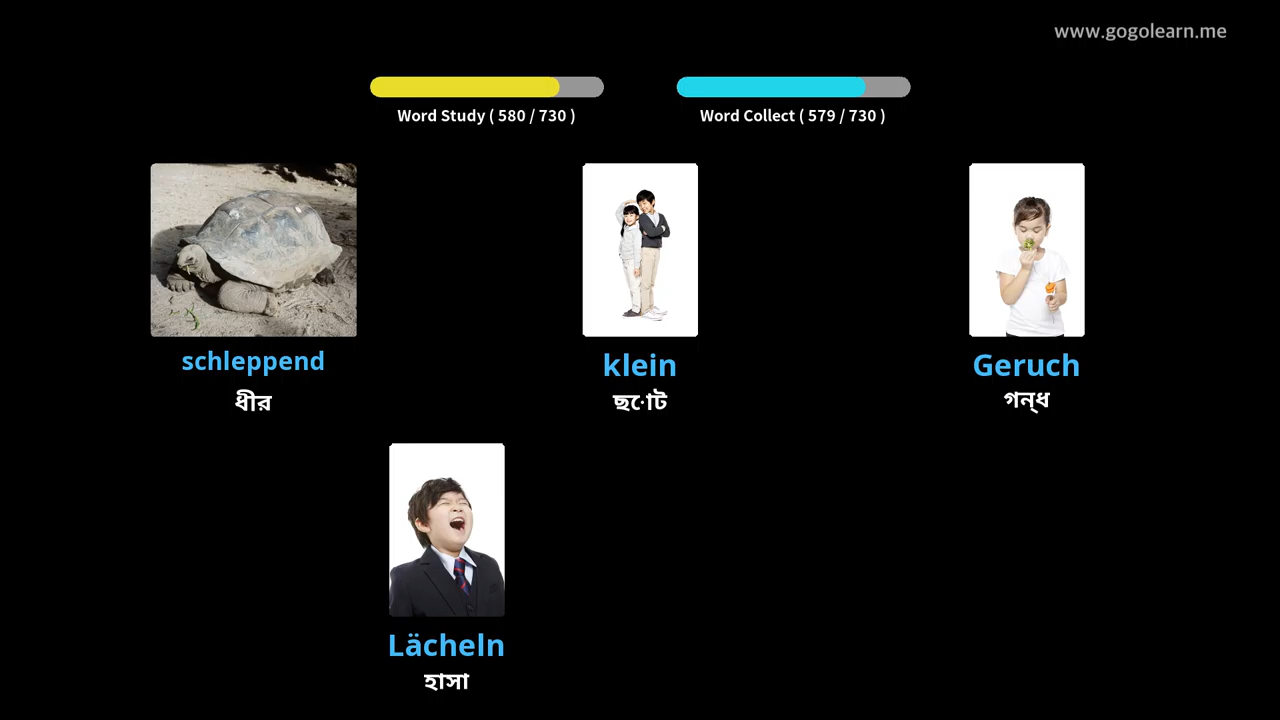 www.gogolearn.me
Word Study ( 580 / 730 )
Word Collect ( 579 / 730 )
schleppend
klein
Geruch
ধীর
ছোট
গন্ধ
Lächeln
হাসা